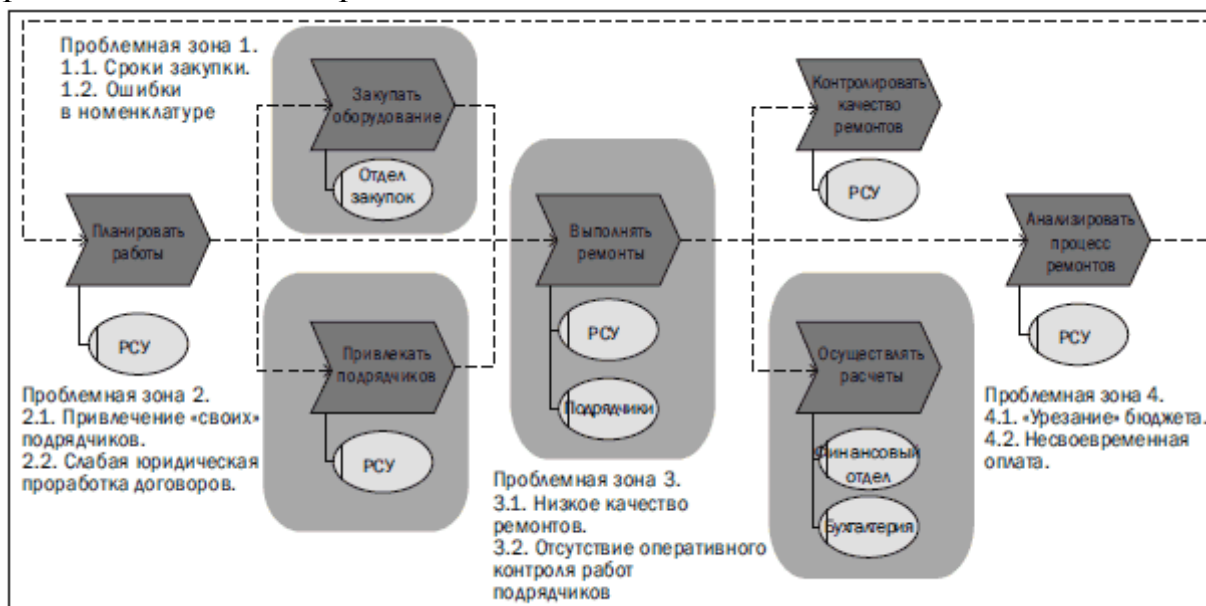 Проблемная зона 1.
1.1. Сроки закупки.
1.2. Ошибки
в номенклатуре
Закупать
оборудование
Отдел
закупок
Контролировать
качество
ремонтов
РСУ
Планировать
работы
РСУ
Выполнять
ремонты
РСУ
Подрядчики
Анализировать
процесс
ремонтов
РСУ
Привлекать
подрядчиков
РСУ
Осуществлять
расчеты
Финансовый
отдел
Бухгалтерия
Проблемная зона 2.
2.1. Привлечение «своих»
подрядчиков.
2.2. Слабая юридическая
проработка договоров.
Проблемная зона 3.
3.1. Низкое качество
ремонтов.
3.2. Отсутствие оперативного
контроля работ
подрядчиков
Проблемная зона 4.
4.1. «Урезание» бюджета.
4.2. Несвоевременная
оплата.